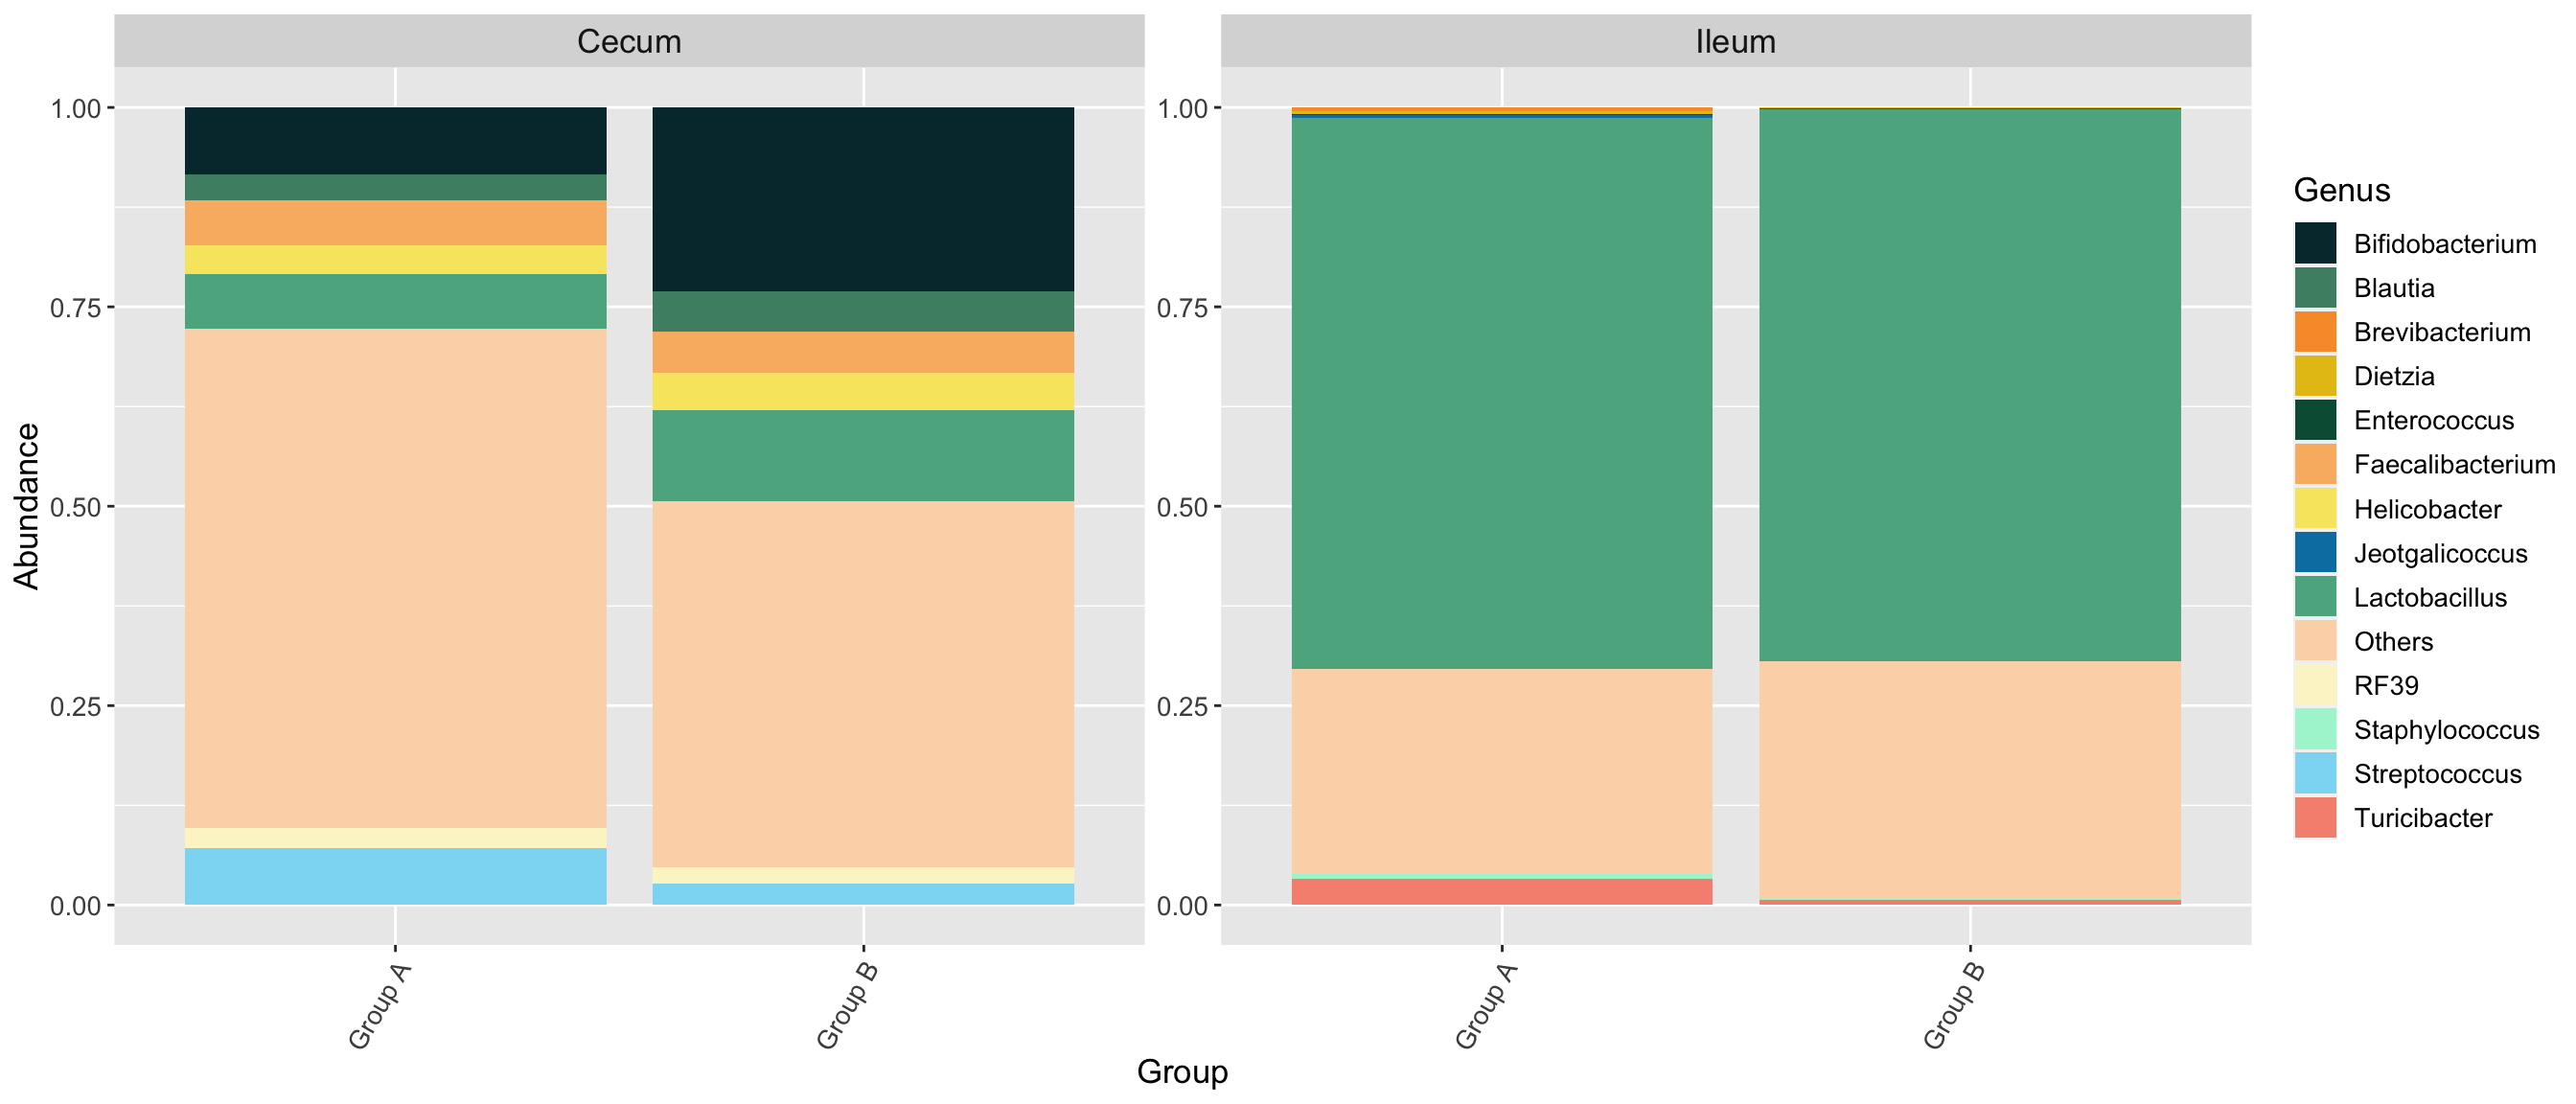 Cecum
Ileum
Abundance
1.00
0.75
0.50
0.25
0.00
1.00
0.75
0.50
0.25
0.00
Group A
Group B
Group A
Group B
Group
Genus
Bifidobacterium
Blautia
Brevibacterium
Dietzia
Enterococcus
Faecalibacterium
Helicobacter
Jeotgalicoccus
Lactobacillus
Others
RF39
Staphylococcus
Streptococcus
Turicibacter